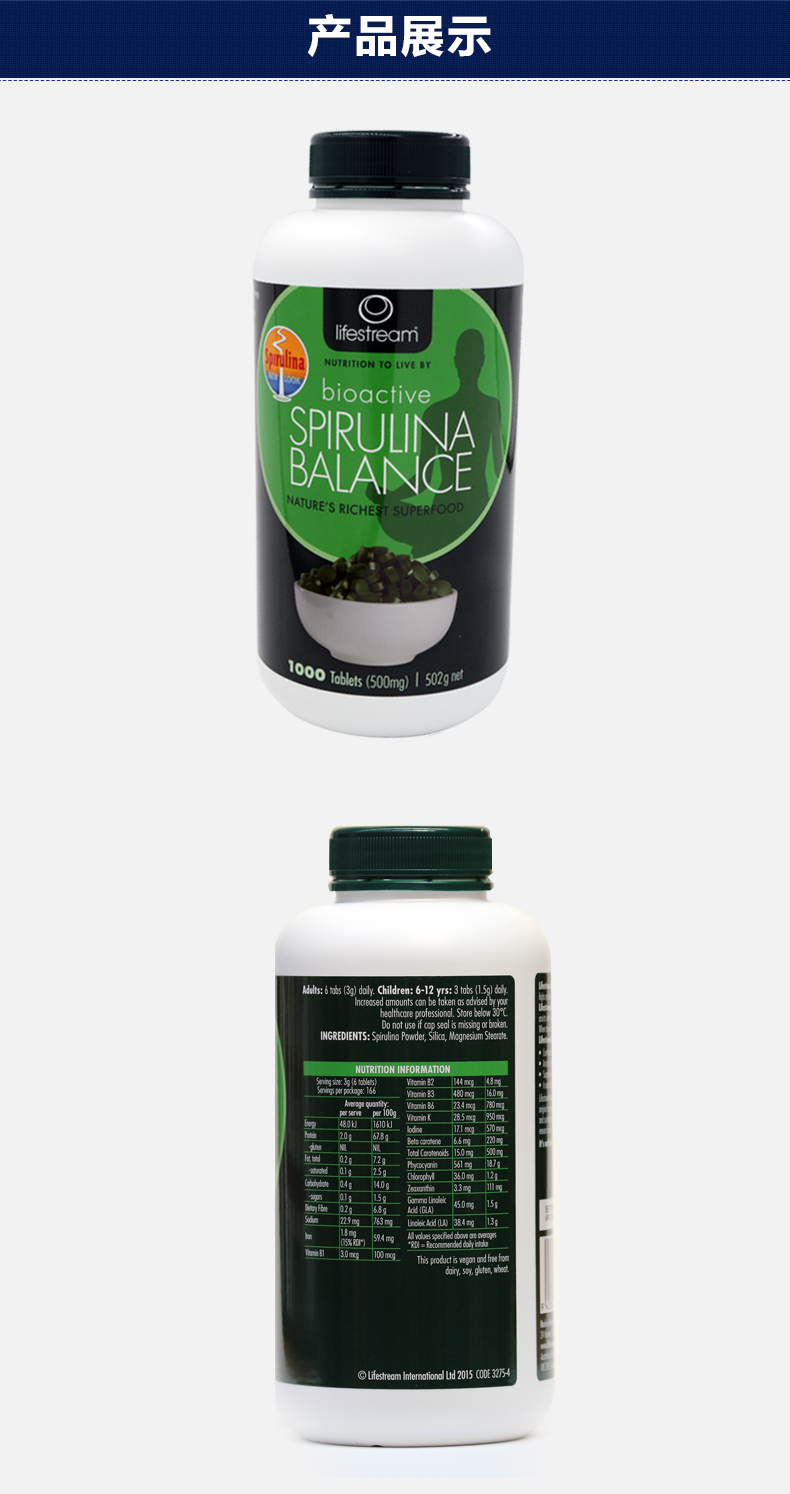 产品展示
lifestream
NUTRITION TO LIVE BY
Spirulina
NEW LOOK
bioactive
SPIRULINA
BALANCE
NATURE'S RICHEST SUPERFOOD
1000 Tablets (500mg) | 502g net
Adults: 6 tabs (3g) daily. Children: 6-12 yrs: 3 tabs (1.5g) daily.
Increased amounts can be taken as advised by your
healthcare professional. Store below 30°C.
Do not use if cap seal is missing or broken.
INGREDIENTS: Spirulina Powder, Silica, Magnesium Stearate.
NUTRITION INFORMATION
Serving size: 3g (6 tablets)
Servings per package: 166
Average quantity:
per serve per 100g
Energy 48.0 kJ 1610 kJ
Protein 2.0 g 67.8 g
-gluten NIL NIL
Fat, total 0.2 g 7.2 g
-saturated 0.1 g 2.5 g
Carbohydrate 0.4 g 14.0 g
-sugars 0.1 g 1.5 g
Dietary Fibre 0.2 g 6.8 g
Sodium 22.9 mg 763 mg
Iron 1.8 mg (15% RDI*) 59.4 mg
Vitamin B1 3.0 mcg 100 mcg
Vitamin B2 144 mcg 4.8 mg
Vitamin B3 480 mcg 16.0 mg
Vitamin B6 23.4 mcg 780 mcg
Vitamin K 28.5 mcg 950 mcg
Iodine 17.1 mcg 570 mcg
Beta carotene 6.6 mg 220 mg
Total Carotenoids 15.0 mg 500 mg
Phycocyanin 561 mg 18.7 g
Chlorophyll 36.0 mg 1.2 g
Zeaxanthin 3.3 mg 111 mg
Gamma Linoleic
Acid (GLA) 45.0 mg 1.5 g
Linoleic Acid (LA) 38.4 mg 1.3 g
All values specified above are averages
*RDI = Recommended daily intake
This product is vegan and free from
dairy, soy, gluten, wheat.
© Lifestream International Ltd 2015 CODE 3275-4